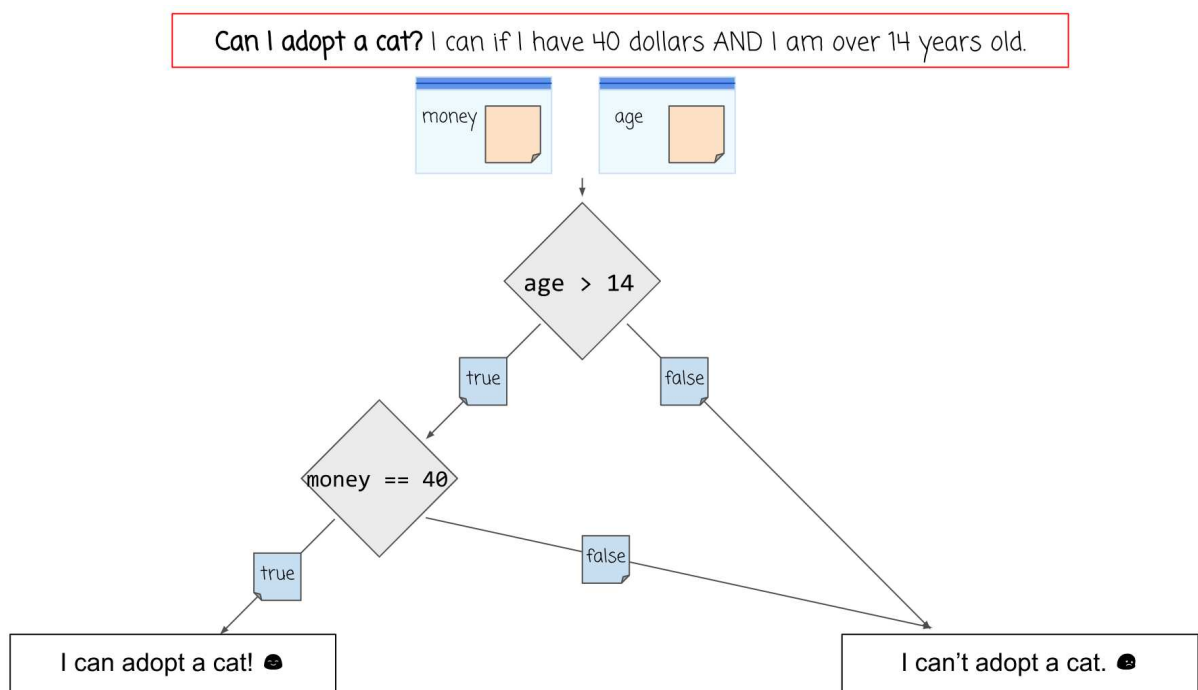 Can I adopt a cat? I can if I have 40 dollars AND I am over 14 years old.
money
age
age > 14
true
false
money == 40
true
false
I can adopt a cat!
I can't adopt a cat.